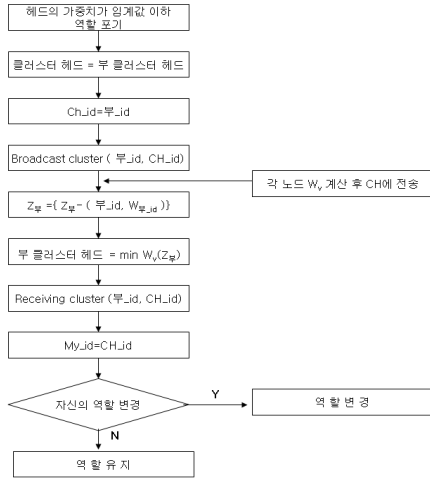 헤드의 가중치가 임계값 이하
역할 포기
클러스터 헤드 = 부 클러스터 헤드
Ch_id=부_id
Broadcast cluster ( 부_id, CH_id)
각 노드 Wᵥ 계산 후 CH에 전송
Z부 ={ Z부- ( 부_id, W부_id )}
부 클러스터 헤드 = min Wᵥ(Z부)
Receiving cluster (부_id, CH_id)
My_id=CH_id
자신의 역할 변경
Y
역 할 변 경
N
역 할 유 지